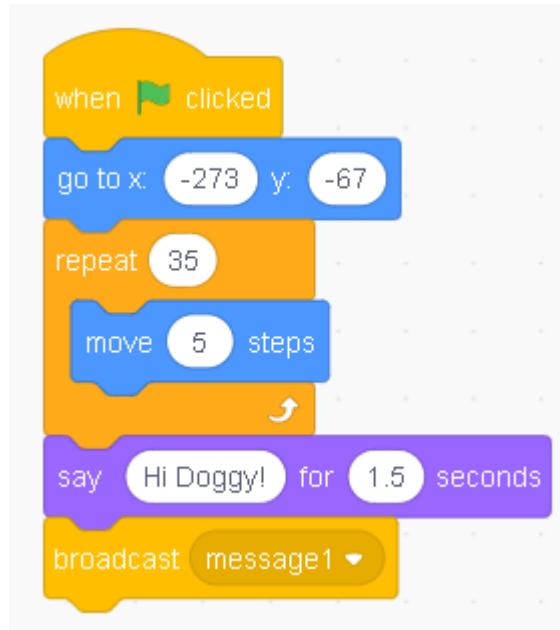 when clicked
go to x: -273 y: -67
repeat 35
move 5 steps
say Hi Doggy! for 1.5 seconds
broadcast message1